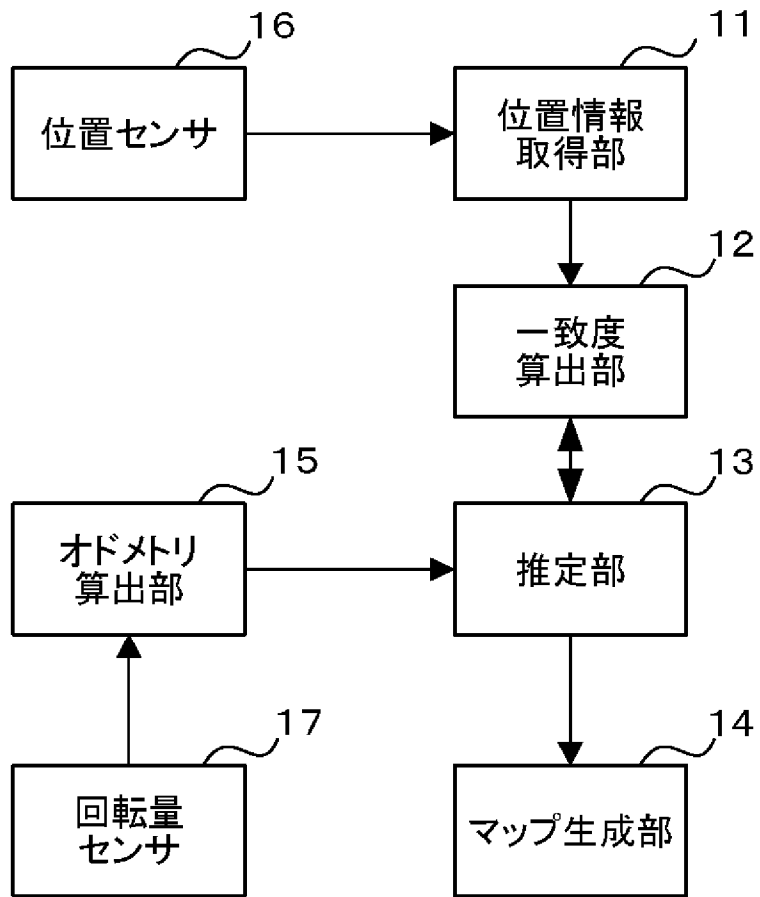 16
位置センサ
11
位置情報
取得部
12
一致度
算出部
15
オドメトリ
算出部
13
推定部
17
回転量
センサ
14
マップ生成部